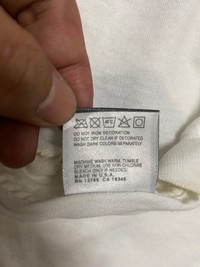 DO NOT IRON DECORATION
DO NOT DRY CLEAN IF DECORATED
WASH DARK COLORS SEPARATELY
MACHINE WASH WARM, TUMBLE
DRY MEDIUM, USE NON-CHLORINE
BLEACH ONLY IF NEEDED.
MADE IN U.S.A.
RN 13765 CA 18348